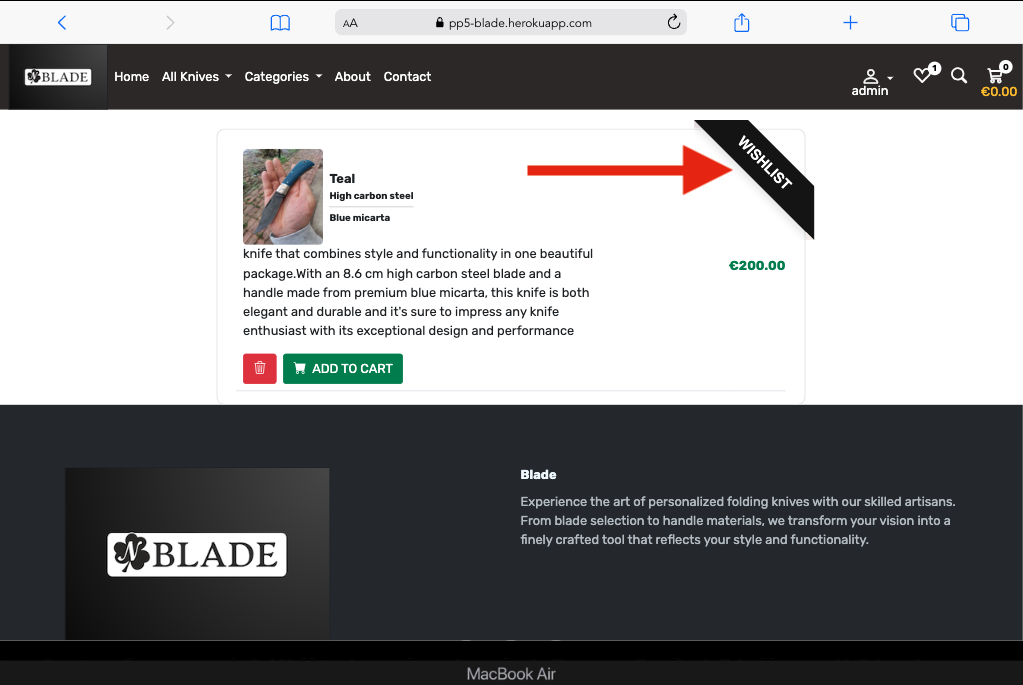 AA
pp5-blade.herokuapp.com
BLADE
Home
All Knives
Categories
About
Contact
admin
1
0
€0.00
WISHLIST
Teal
High carbon steel
Blue micarta
knife that combines style and functionality in one beautiful
package.With an 8.6 cm high carbon steel blade and a
handle made from premium blue micarta, this knife is both
elegant and durable and it's sure to impress any knife
enthusiast with its exceptional design and performance
€200.00
ADD TO CART
N BLADE
Blade
Experience the art of personalized folding knives with our skilled artisans.
From blade selection to handle materials, we transform your vision into a
finely crafted tool that reflects your style and functionality.
MacBook Air